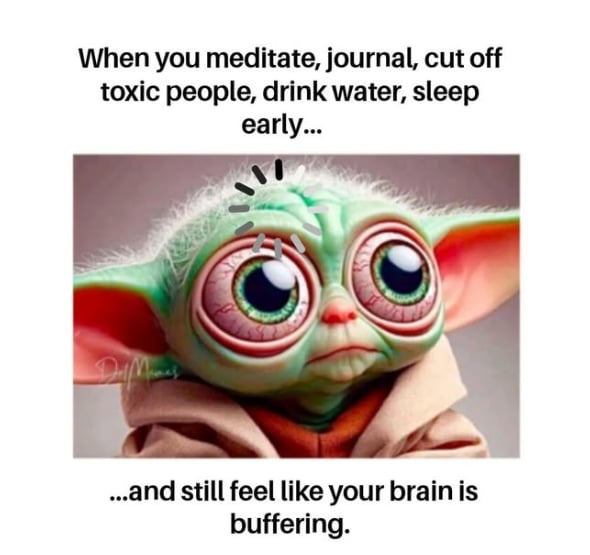 When you meditate, journal, cut off
toxic people, drink water, sleep
early...
...and still feel like your brain is
buffering.